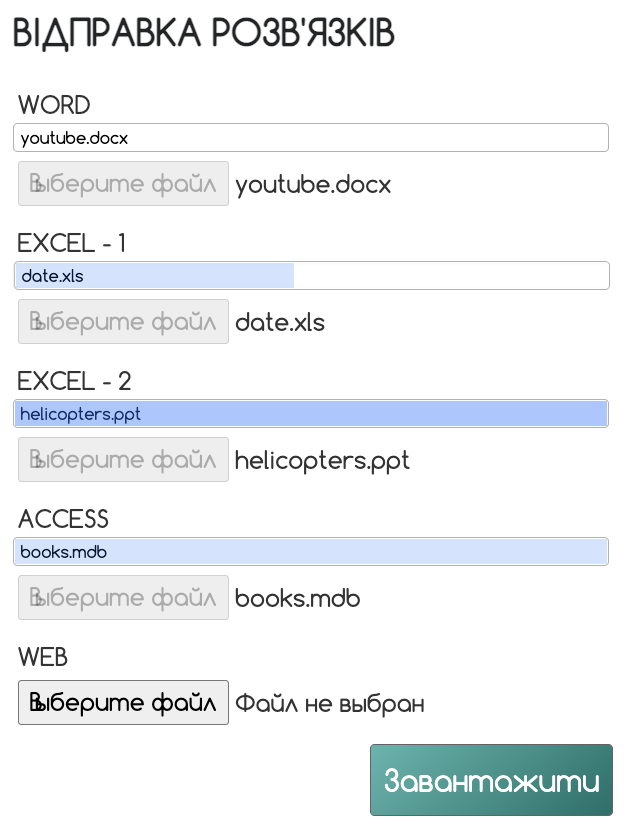 ВІДПРАВКА РОЗВ'ЯЗКІВ
WORD
youtube.docx
Выберите файл youtube.docx
EXCEL - 1
date.xls
Выберите файл date.xls
EXCEL - 2
helicopters.ppt
Выберите файл helicopters.ppt
ACCESS
books.mdb
Выберите файл books.mdb
WEB
Выберите файл Файл не выбран
Завантажити